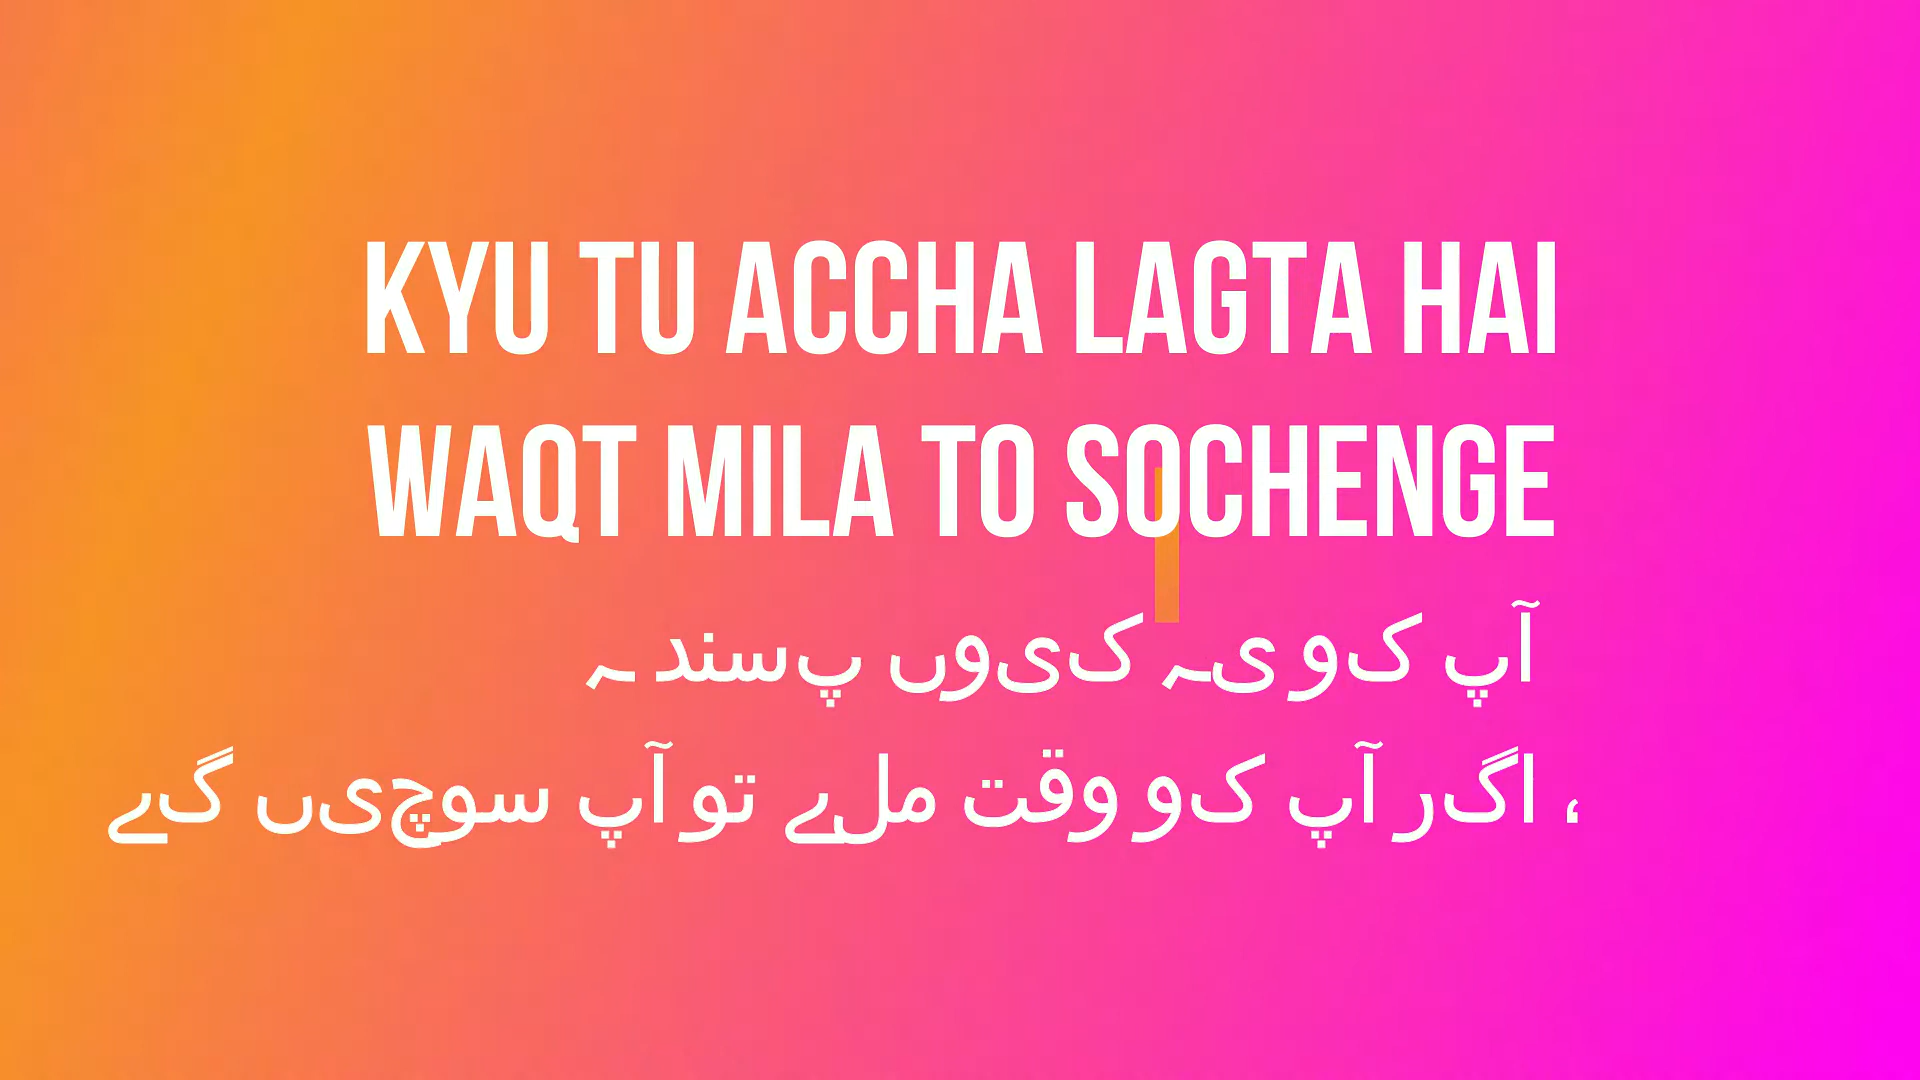 KYU TU ACCHA LAGTA HAI
WAQT MILA TO SOCHENGE
آپ کو یہ کیوں پسند ہ
، اگر آپ کو وقت ملے تو آپ سوچیں گے